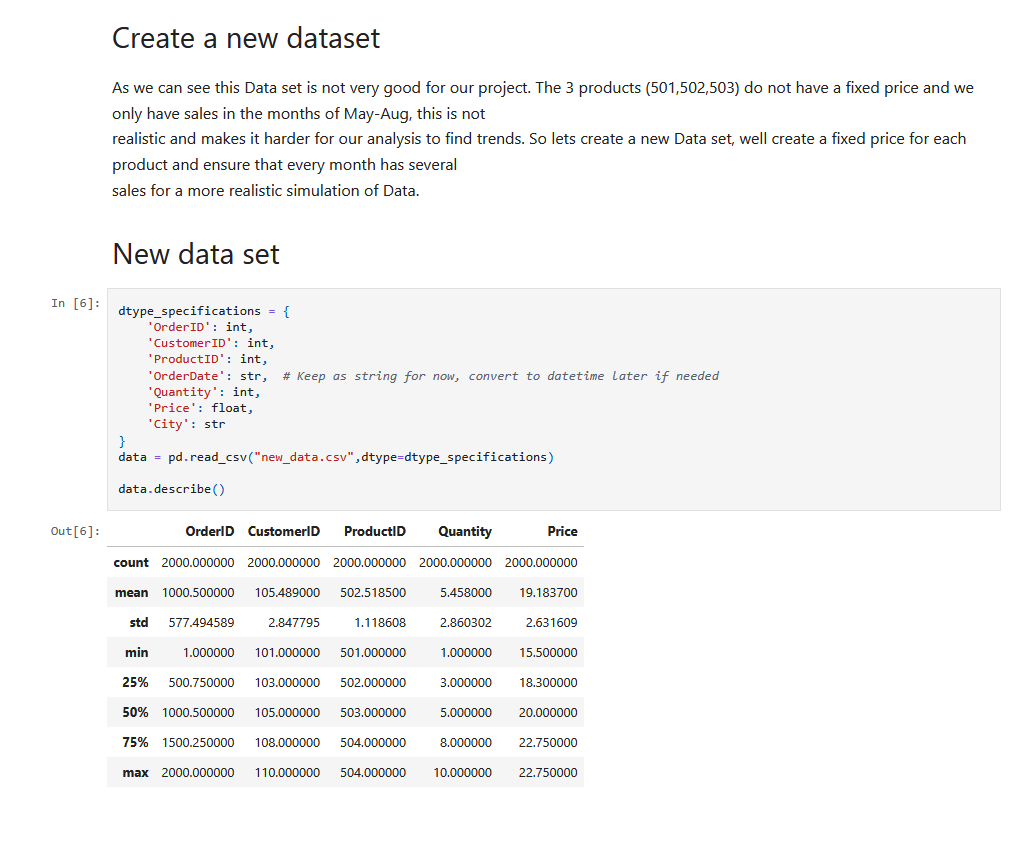 Create a new dataset
As we can see this Data set is not very good for our project. The 3 products (501,502,503) do not have a fixed price and we
only have sales in the months of May-Aug, this is not
realistic and makes it harder for our analysis to find trends. So lets create a new Data set, well create a fixed price for each
product and ensure that every month has several
sales for a more realistic simulation of Data.
New data set
In [6]:
dtype_specifications = {
    'OrderID': int,
    'CustomerID': int,
    'ProductID': int,
    'OrderDate': str,  # Keep as string for now, convert to datetime later if needed
    'Quantity': int,
    'Price': float,
    'City': str
}
data = pd.read_csv("new_data.csv",dtype=dtype_specifications)
data.describe()
Out[6]:
OrderID CustomerID ProductID Quantity Price
count 2000.000000 2000.000000 2000.000000 2000.000000 2000.000000
mean 1000.500000 105.489000 502.518500 5.458000 19.183700
std 577.494589 2.847795 1.118608 2.860302 2.631609
min 1.000000 101.000000 501.000000 1.000000 15.500000
25% 500.750000 103.000000 502.000000 3.000000 18.300000
50% 1000.500000 105.000000 503.000000 5.000000 20.000000
75% 1500.250000 108.000000 504.000000 8.000000 22.750000
max 2000.000000 110.000000 504.000000 10.000000 22.750000